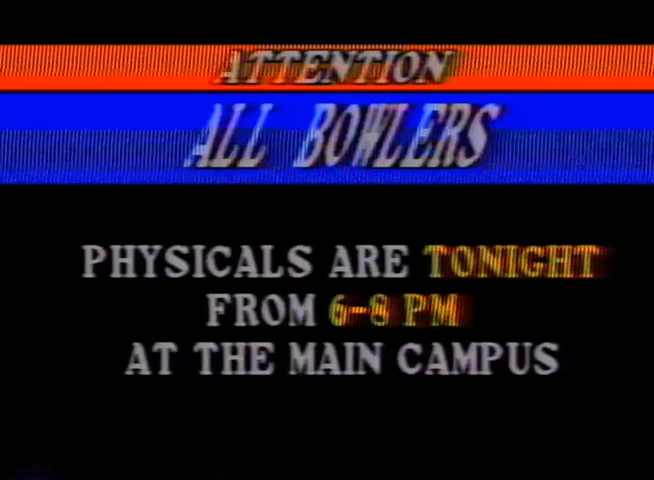 ATTENTION
ALL BOWLERS
PHYSICALS ARE TONIGHT
FROM 6-8 PM
AT THE MAIN CAMPUS